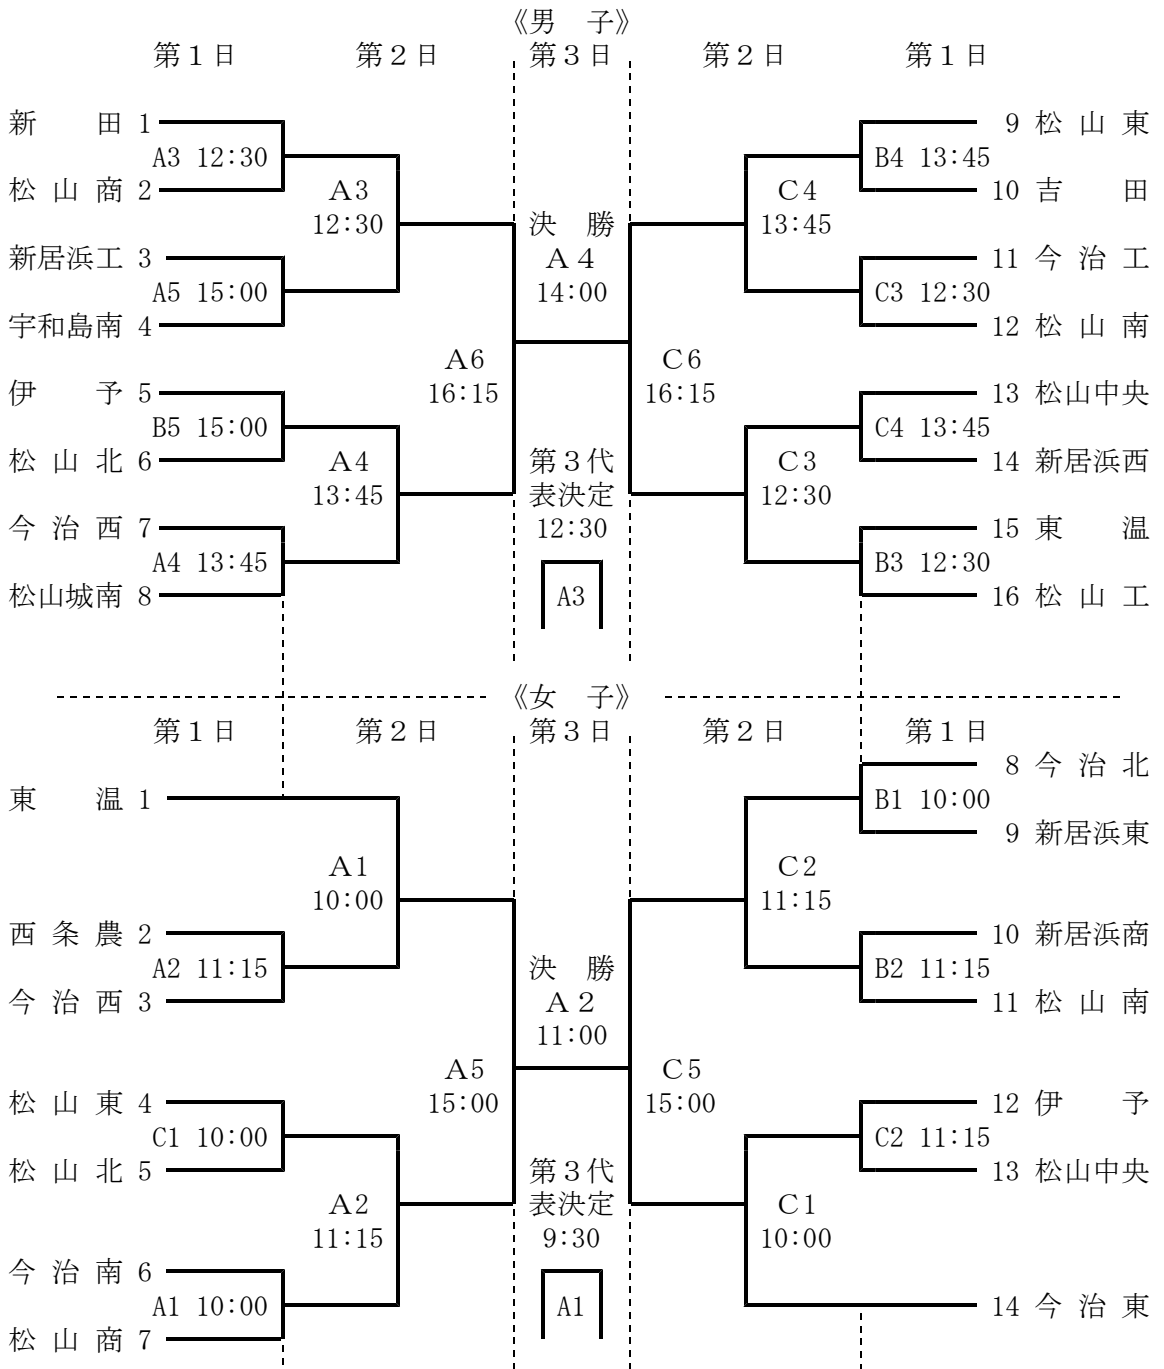 《男　子》
第1日　第2日　第3日　第2日　第1日
新　　田 1　9 松 山 東
A3 12:30　B4 13:45
松 山 商 2　A3　C4　10 吉　　田
12:30　決　勝　13:45
新居浜工 3　A 4　11 今 治 工
A5 15:00　14:00　C3 12:30
宇和島南 4　12 松 山 南
A6　C6
伊　　予 5　16:15　16:15　13 松山中央
B5 15:00　C4 13:45
松 山 北 6　A4　第3代　C3　14 新居浜西
13:45　表決定　12:30
今 治 西 7　12:30　15 東　　温
A4 13:45　B3 12:30
松山城南 8　A3　16 松 山 工
《女　子》
第1日　第2日　第3日　第2日　第1日
8 今 治 北
東　　温 1　B1 10:00
9 新居浜東
A1　C2
10:00　11:15
西 条 農 2　10 新居浜商
A2 11:15　決　勝　B2 11:15
今 治 西 3　A 2　11 松 山 南
11:00
A5　C5
松 山 東 4　15:00　15:00　12 伊　　予
C1 10:00　C2 11:15
松 山 北 5　第3代　13 松山中央
A2　表決定　C1
11:15　9:30　10:00
今 治 南 6
A1 10:00　A1　14 今 治 東
松 山 商 7